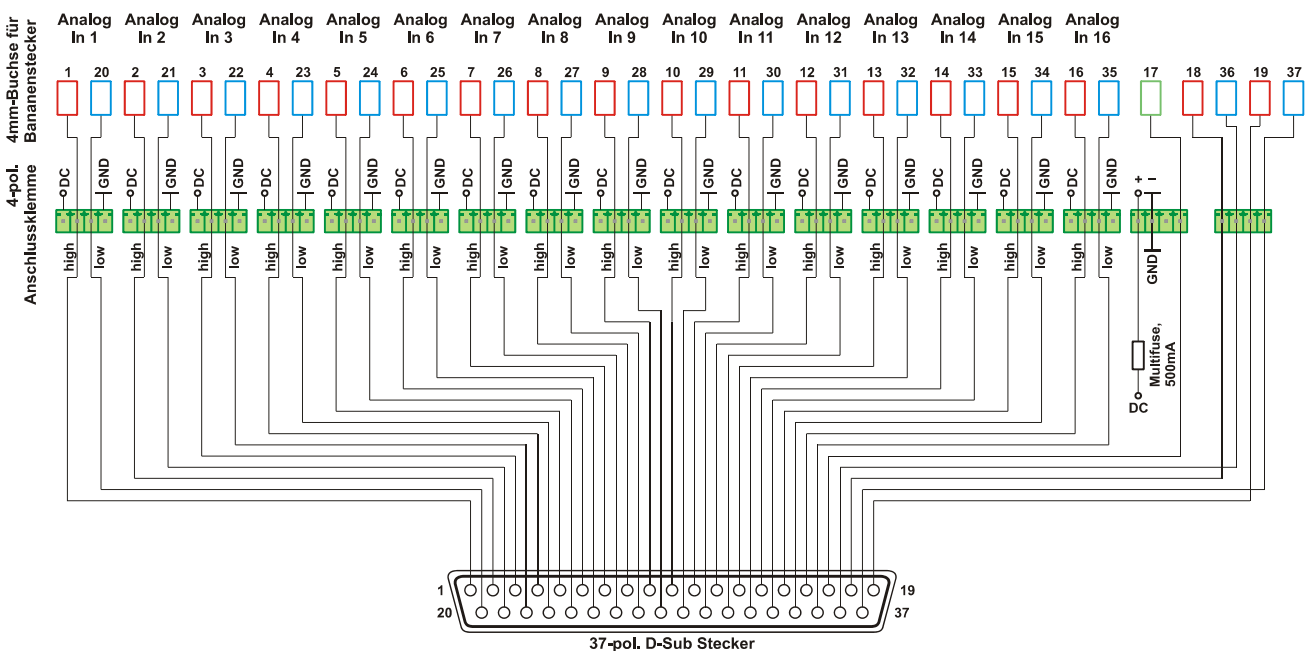 4mm-Buchse für
Bananenstecker
4-pol.
Anschlussklemme
Analog Analog Analog Analog Analog Analog Analog Analog Analog Analog Analog Analog Analog Analog Analog Analog
In 1 In 2 In 3 In 4 In 5 In 6 In 7 In 8 In 9 In 10 In 11 In 12 In 13 In 14 In 15 In 16
1 20 2 21 3 22 4 23 5 24 6 25 7 26 8 27 9 28 10 29 11 30 12 31 13 32 14 33 15 34 16 35 17 18 36 19 37
DC GND DC GND DC GND DC GND DC GND DC GND DC GND DC GND DC GND DC GND DC GND DC GND DC GND DC GND DC GND DC GND + –
high low high low high low high low high low high low high low high low high low high low high low high low high low high low high low high low GND
Multifuse,
500mA
DC
1 19
20 37
37-pol. D-Sub Stecker